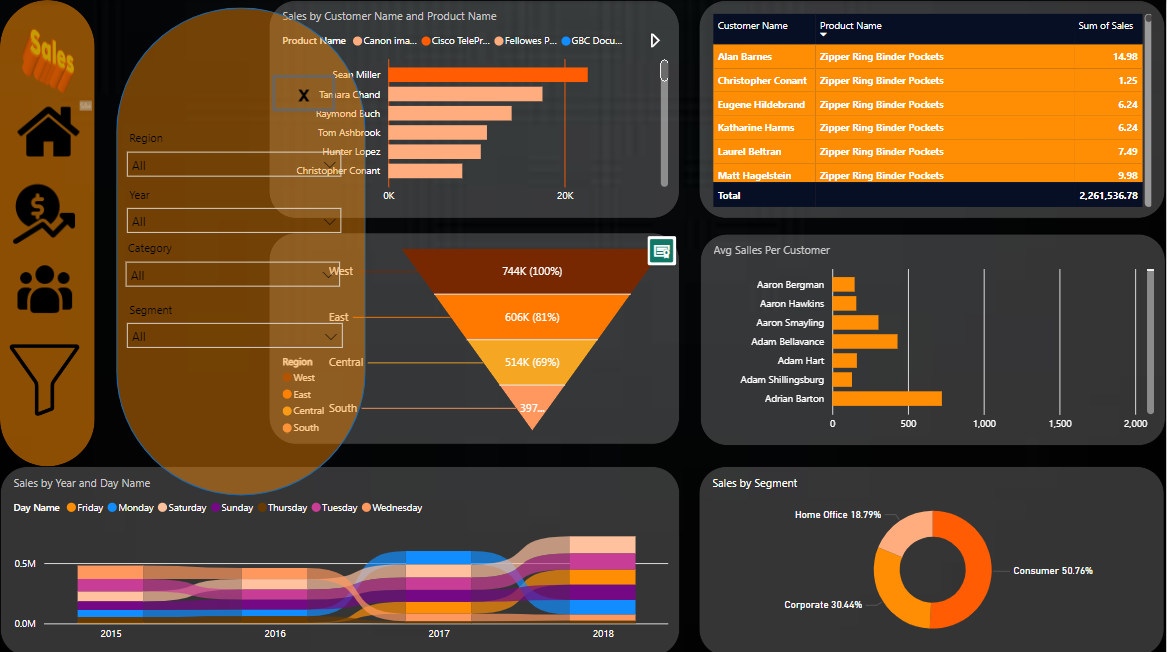 Sales
X
Region
All
Year
All
Category
All
Segment
All
Sales by Customer Name and Product Name
Product Name Canon ima... Cisco TelePr... Fellowes P... GBC Docu...
Sean Miller
Tamara Chand
Raymond Buch
Tom Ashbrook
Hunter Lopez
Christopher Conant
0K 20K
Customer Name Product Name Sum of Sales
Alan Barnes Zipper Ring Binder Pockets 14.98
Christopher Conant Zipper Ring Binder Pockets 1.25
Eugene Hildebrand Zipper Ring Binder Pockets 6.24
Katharine Harms Zipper Ring Binder Pockets 6.24
Laurel Beltran Zipper Ring Binder Pockets 7.49
Matt Hagelstein Zipper Ring Binder Pockets 9.98
Total 2,261,536.78
West 744K (100%)
East 606K (81%)
Central 514K (69%)
South 397...
Region
West
East
Central
South
Avg Salles Per Customer
Aaron Bergman
Aaron Hawkins
Aaron Smayling
Adam Bellavance
Adam Hart
Adam Shillingsburg
Adrian Barton
0 500 1,000 1,500 2,000
Sales by Year and Day Name
Day Name Friday Monday Saturday Sunday Thursday Tuesday Wednesday
0.5M
0.0M
2015 2016 2017 2018
Sales by Segment
Home Office 18.79%
Consumer 50.76%
Corporate 30.44%